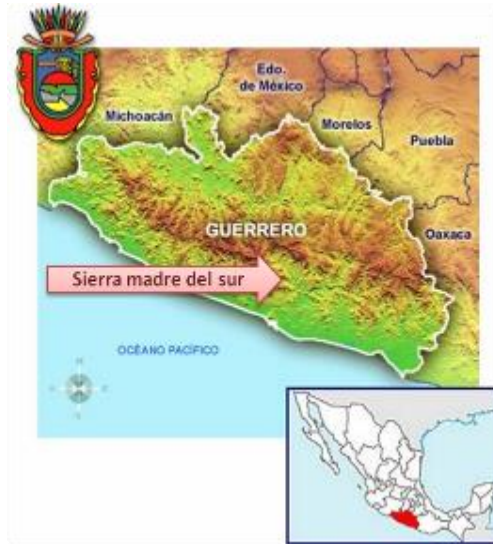 Edo.
de México
Michoacán
Morelos
Puebla
GUERRERO
Oaxaca
Sierra madre del sur
OCÉANO PACÍFICO